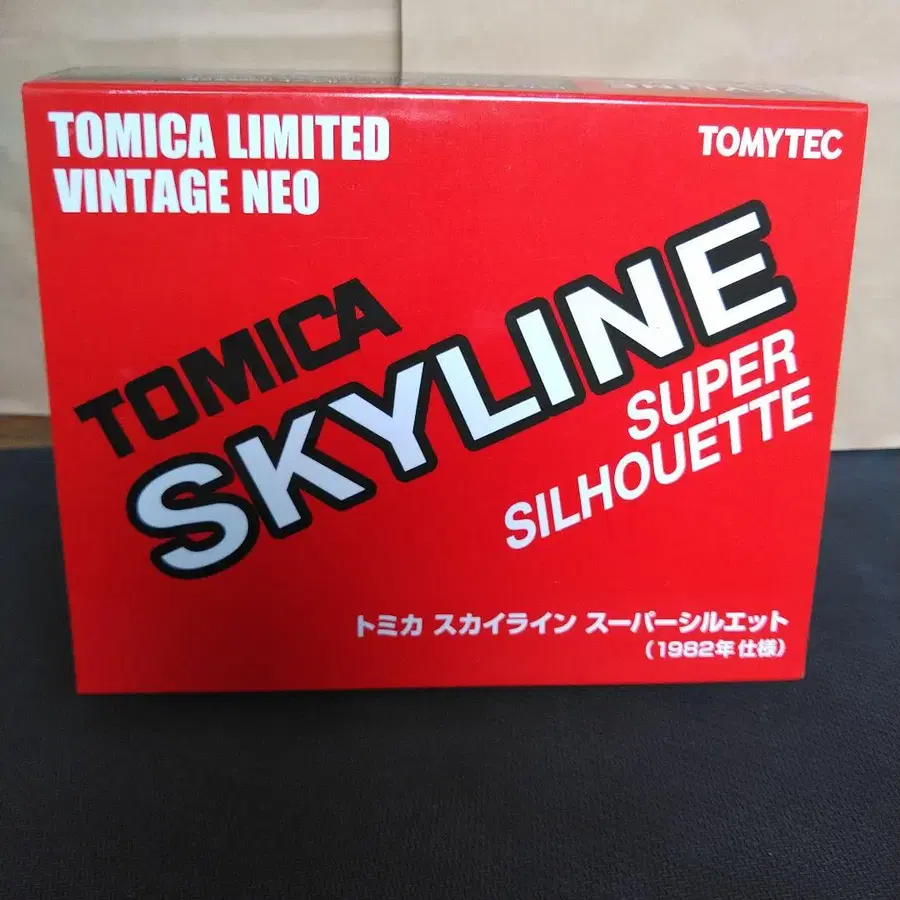 TOMICA LIMITED
VINTAGE NEO
TOMYTEC
TOMICA
SKYLINE
SUPER
SILHOUETTE
トミカ スカイライン スーパーシルエット
(1982年 仕様)